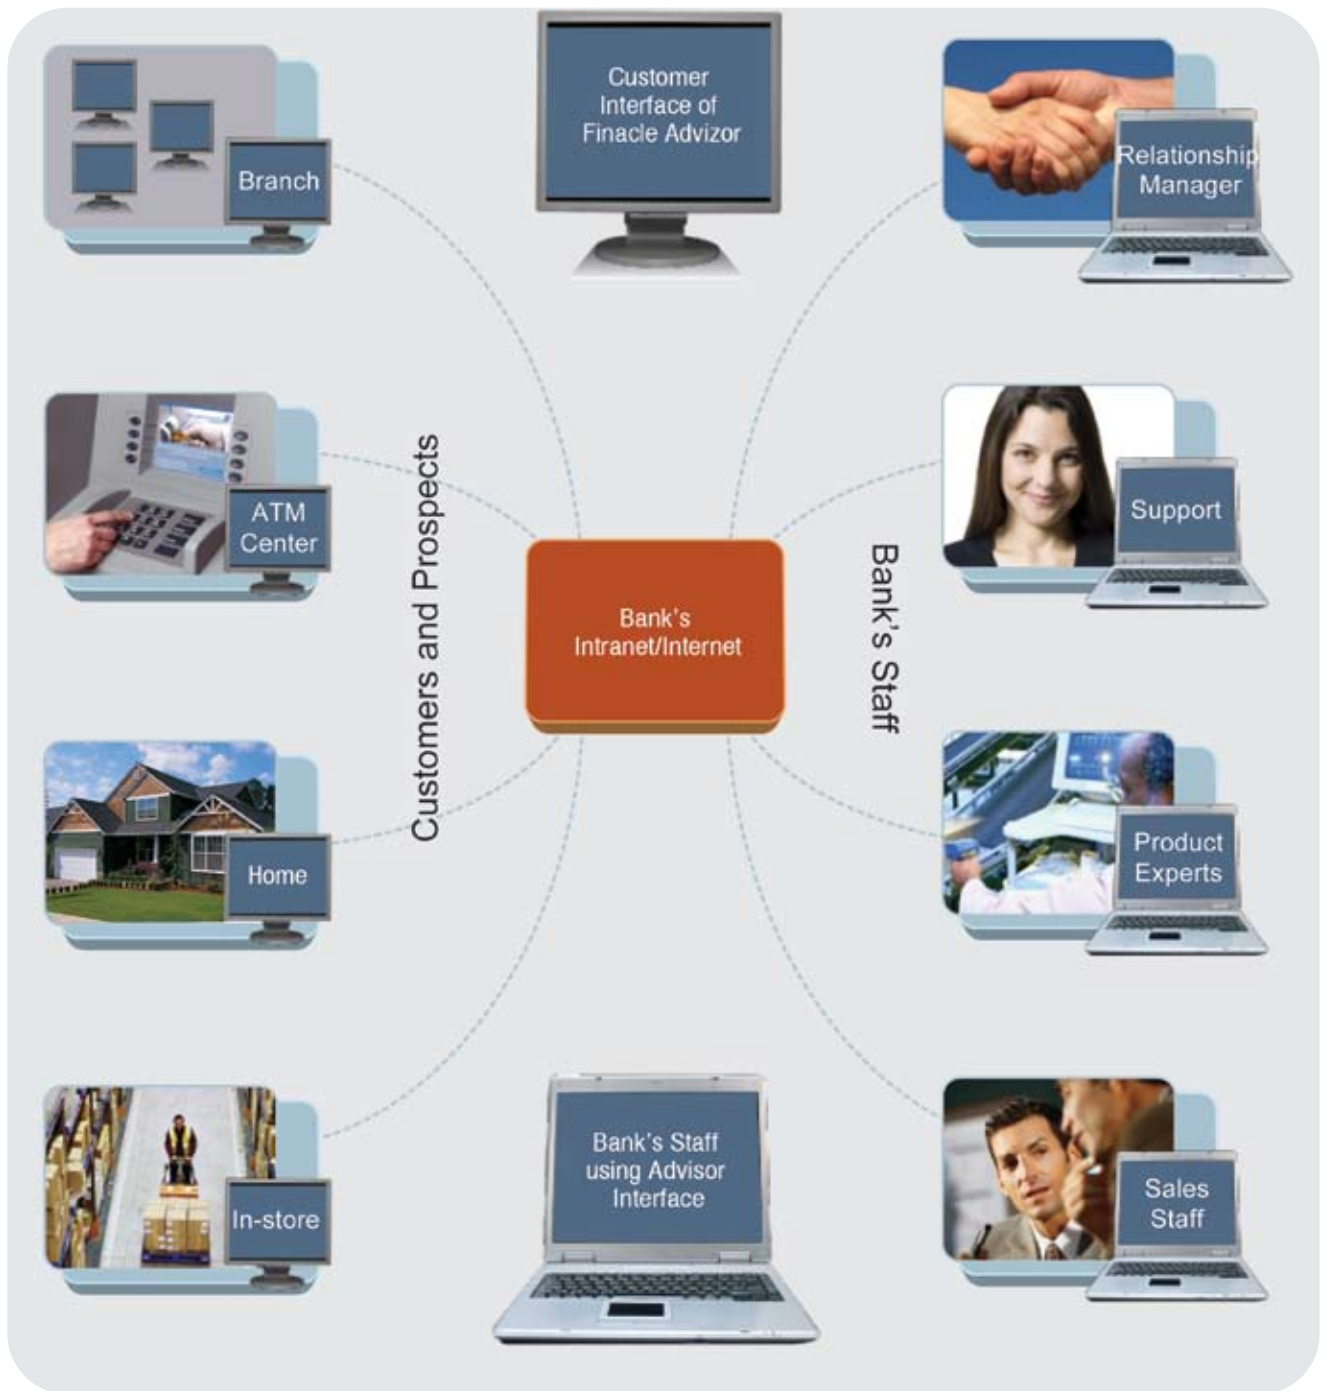 Customer
Interface of
Finacle Advizor
Branch
Relationship
Manager
ATM
Center
Support
Customers and Prospects
Bank's
Intranet/Internet
Bank's Staff
Home
Product
Experts
In-store
Bank's Staff
using Advisor
Interface
Sales
Staff